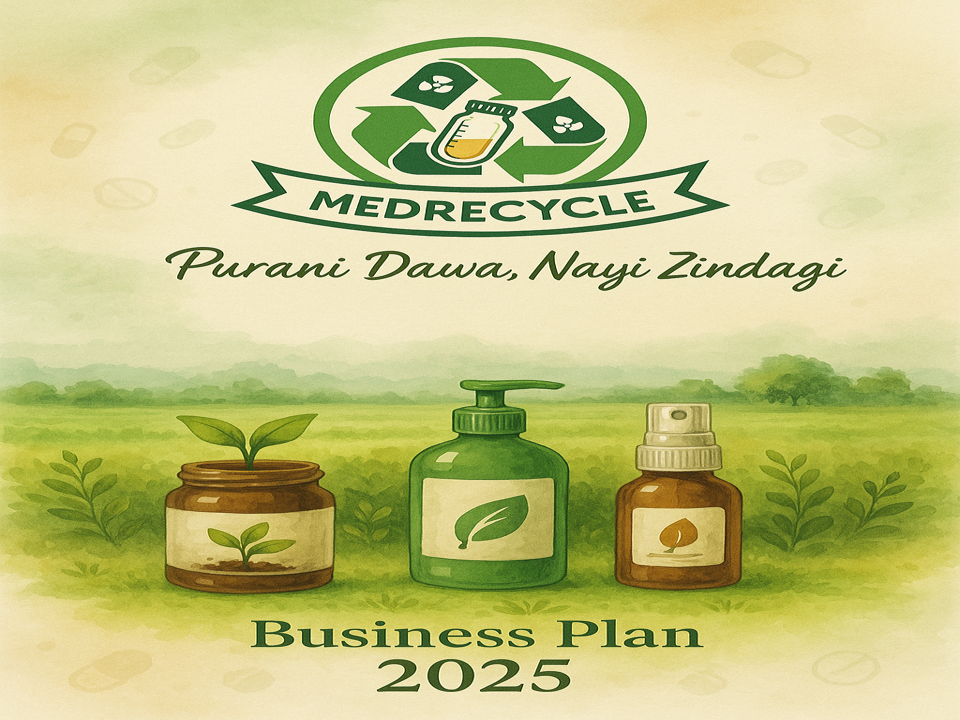 MEDRECYCLE
Purani Dawa, Nayi Zindagi
Business Plan
2025